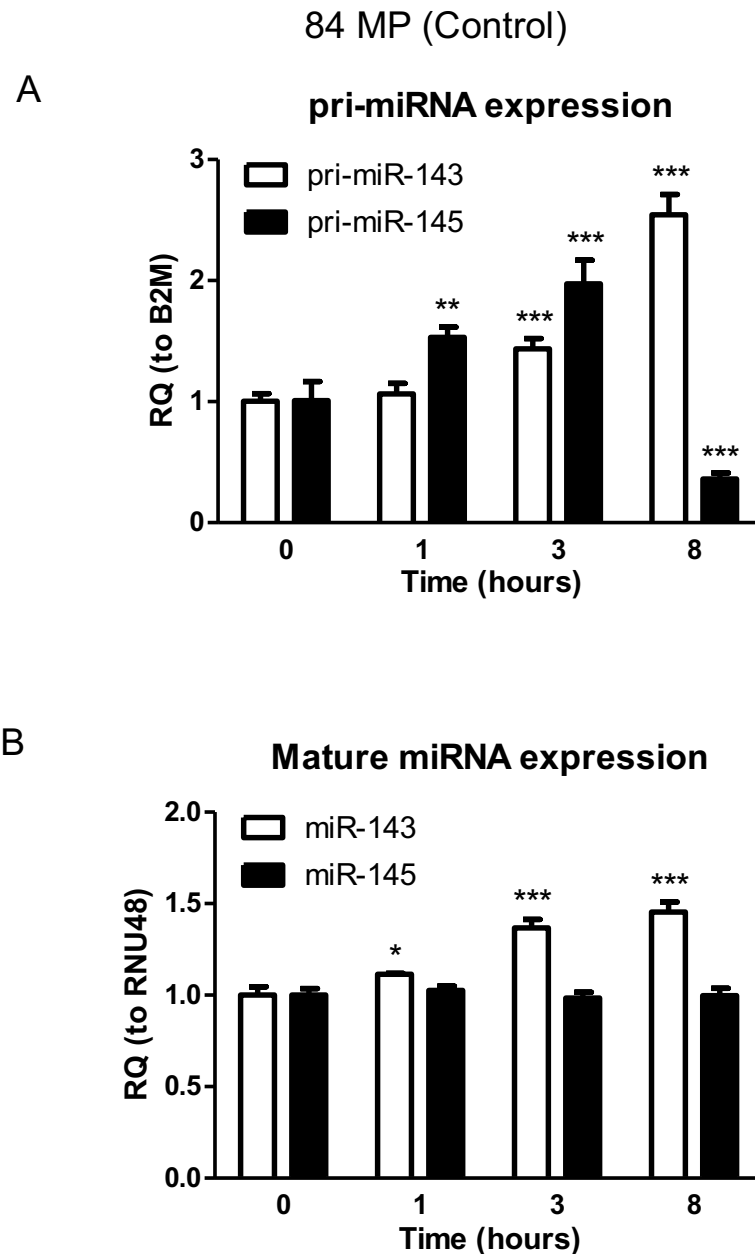 84 MP (Control)
A
pri-miRNA expression
3
2
1
0
RQ (to B2M)
pri-miR-143
pri-miR-145
**
***
***
***
***
0 1 3 8
Time (hours)
B
Mature miRNA expression
2.0
1.5
1.0
0.5
0.0
RQ (to RNU48)
miR-143
miR-145
*
***
***
0 1 3 8
Time (hours)